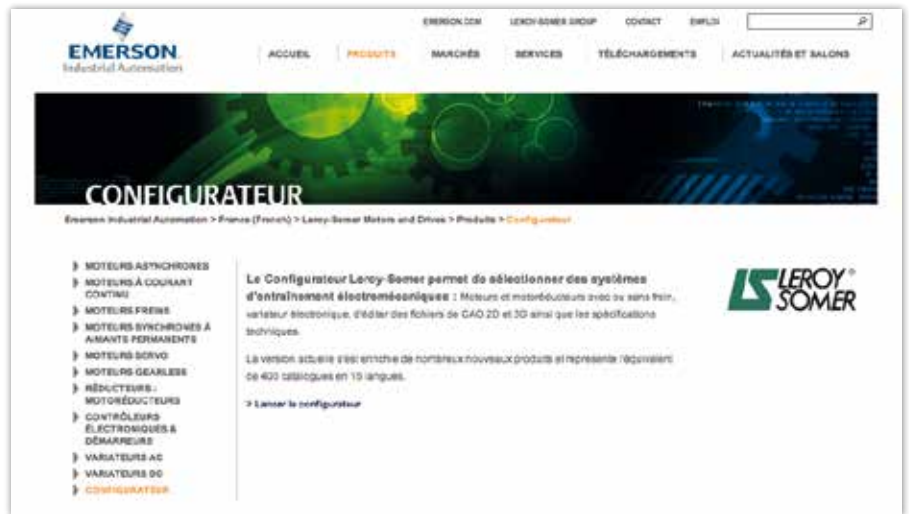 EMERSON.COM LEROY-SOMER GROUP CONTACT EMPLOI
EMERSON.
Industrial Automation
ACCUEIL PRODUITS MARCHÉS SERVICES TÉLÉCHARGEMENTS ACTUALITÉS ET SALONS
CONFIGURATEUR
Emerson Industrial Automation > France (French) > Leroy-Somer Motors and Drives > Produits > Configurateur
MOTEURS ASYNCHRONES
MOTEURS À COURANT
CONTINU
MOTEURS FREINS
MOTEURS SYNCHRONES À
AIMANTS PERMANENTS
MOTEURS SERVO
MOTEURS GEARLESS
RÉDUCTEURS :
MOTORÉDUCTEURS
CONTRÔLEURS
ÉLECTRONIQUES &
DÉMARREURS
VARIATEURS AC
VARIATEURS DC
CONFIGURATEUR
Le Configurateur Leroy-Somer permet de sélectionner des systèmes
d'entraînement électromécaniques : Moteurs et motoréducteurs avec ou sans frein,
variateur électronique, d'éditer des fichiers de CAO 2D et 3D ainsi que les spécifications
techniques.
La version actuelle s'est enrichie de nombreux nouveaux produits et représente l'équivalent
de 400 catalogues en 10 langues.
> Lancer le configurateur
LEROY®
SOMER